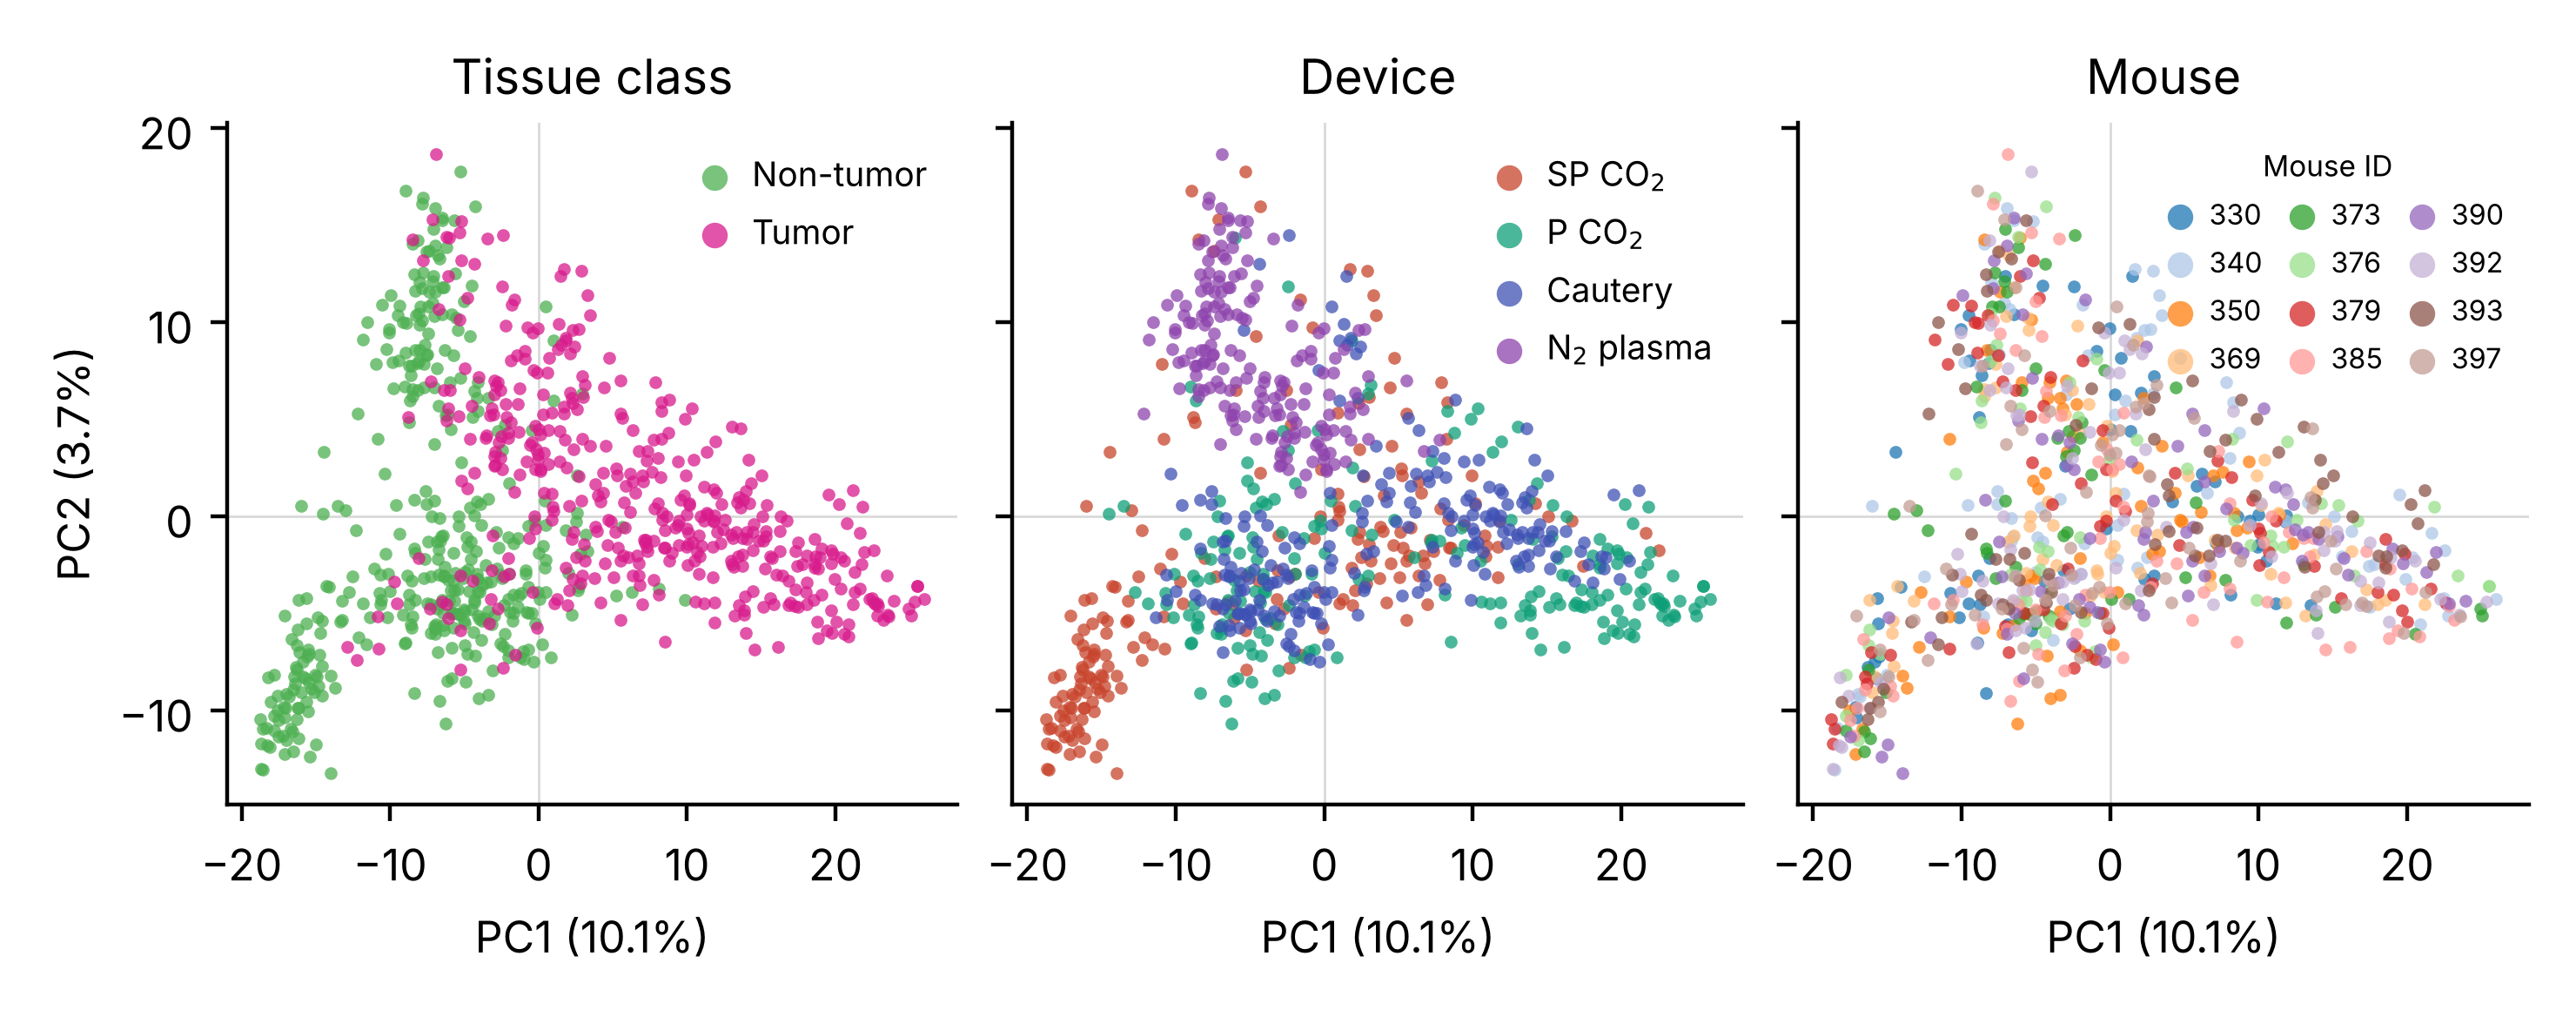 Tissue class
Device
Mouse
PC2 (3.7%)
20
10
0
−10
Non-tumor
Tumor
SP CO₂
P CO₂
Cautery
N₂ plasma
Mouse ID
330 373 390
340 376 392
350 379 393
369 385 397
−20 −10 0 10 20
−20 −10 0 10 20
−20 −10 0 10 20
PC1 (10.1%)
PC1 (10.1%)
PC1 (10.1%)